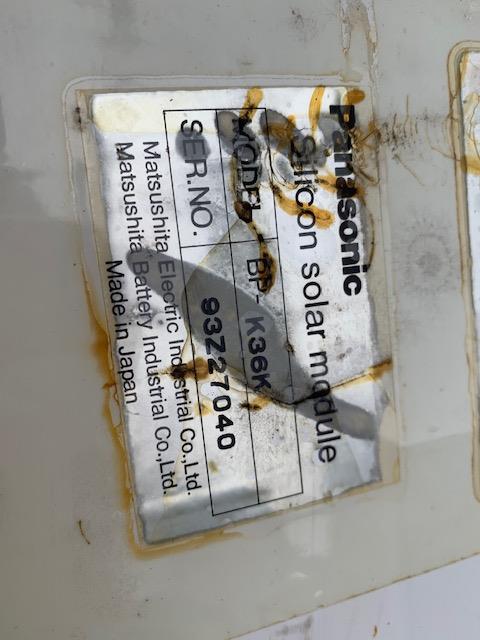 Panasonic
Silicon solar module
MODEL BP-K36K
SER.NO. 93Z27040
Matsushita Electric Industrial Co.,Ltd.
Matsushita Battery Industrial Co.,Ltd.
Made in Japan